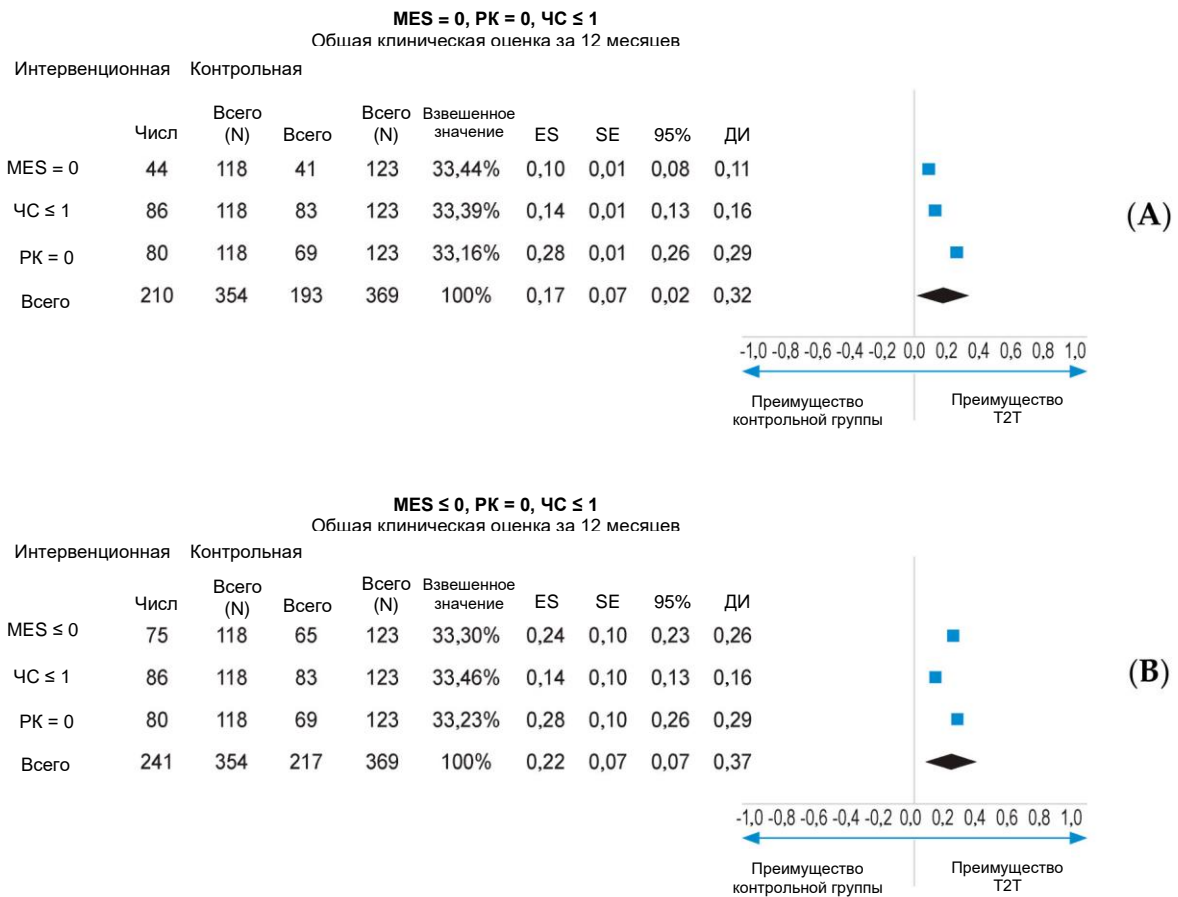 MES = 0, РК = 0, ЧС ≤ 1
Общая клиническая оценка за 12 месяцев
Интервенционная Контрольная
Числ Всего (N) Всего Всего (N) Взвешенное значение ES SE 95% ДИ
MES = 0 44 118 41 123 33,44% 0,10 0,01 0,08 0,11
ЧС ≤ 1 86 118 83 123 33,39% 0,14 0,01 0,13 0,16
РК = 0 80 118 69 123 33,16% 0,28 0,01 0,26 0,29
Всего 210 354 193 369 100% 0,17 0,07 0,02 0,32
(A)
-1,0 -0,8 -0,6 -0,4 -0,2 0,0 0,2 0,4 0,6 0,8 1,0
Преимущество контрольной группы
Преимущество T2T
MES ≤ 0, РК = 0, ЧС ≤ 1
Общая клиническая оценка за 12 месяцев
Интервенционная Контрольная
Числ Всего (N) Всего Всего (N) Взвешенное значение ES SE 95% ДИ
MES ≤ 0 75 118 65 123 33,30% 0,24 0,10 0,23 0,26
ЧС ≤ 1 86 118 83 123 33,46% 0,14 0,10 0,13 0,16
РК = 0 80 118 69 123 33,23% 0,28 0,10 0,26 0,29
Всего 241 354 217 369 100% 0,22 0,07 0,07 0,37
(B)
-1,0 -0,8 -0,6 -0,4 -0,2 0,0 0,2 0,4 0,6 0,8 1,0
Преимущество контрольной группы
Преимущество T2T